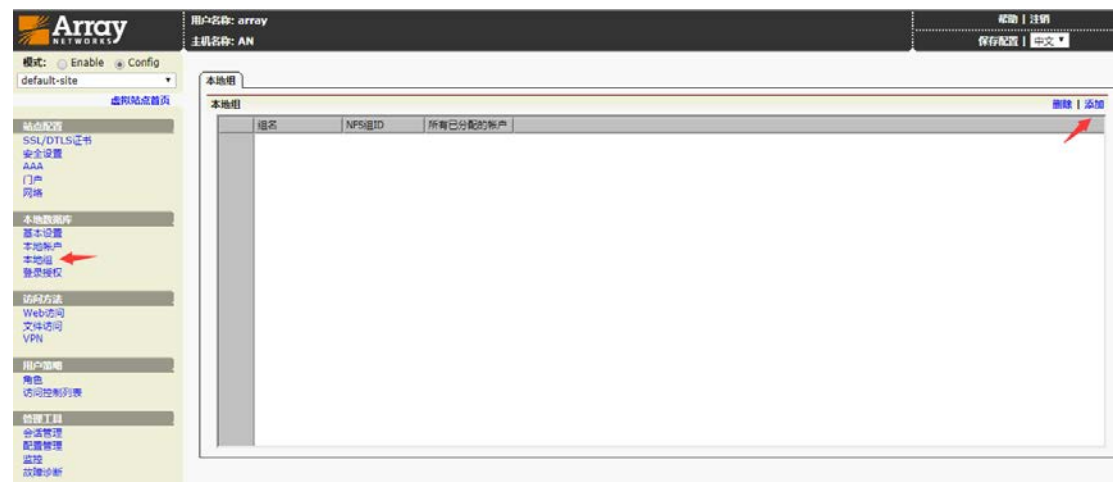 Array
NETWORKS
用户名称: array
主机名称: AN
帮助 | 注销
保存配置 | 中文
模式: Enable Config
default-site
虚拟站点首页
站点配置
SSL/DTLS证书
安全设置
AAA
门户
网络
本地数据库
基本设置
本地帐户
本地组
登录授权
访问方法
Web访问
文件访问
VPN
用户策略
角色
访问控制列表
管理工具
会话管理
配置管理
监控
故障诊断
本地组
本地组
删除 | 添加
组名 NFS组ID 所有已分配的帐户